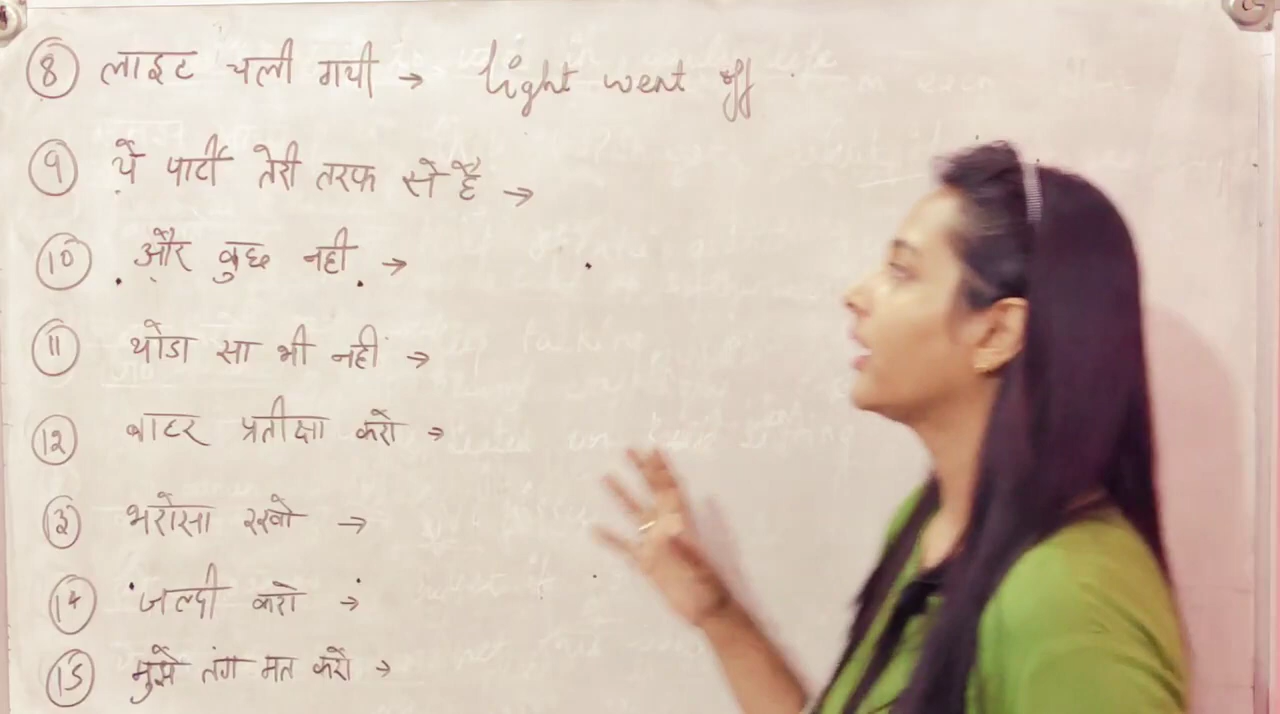 8 लाइट चली गयी → light went off
9 ये पार्टी तेरी तरफ से है →
10 और कुछ नही →
11 थोडा सा भी नही →
12 बाहर प्रतीक्षा करो →
13 भरोसा रखो →
14 जल्दी करो →
15 मुझे तंग मत करो →